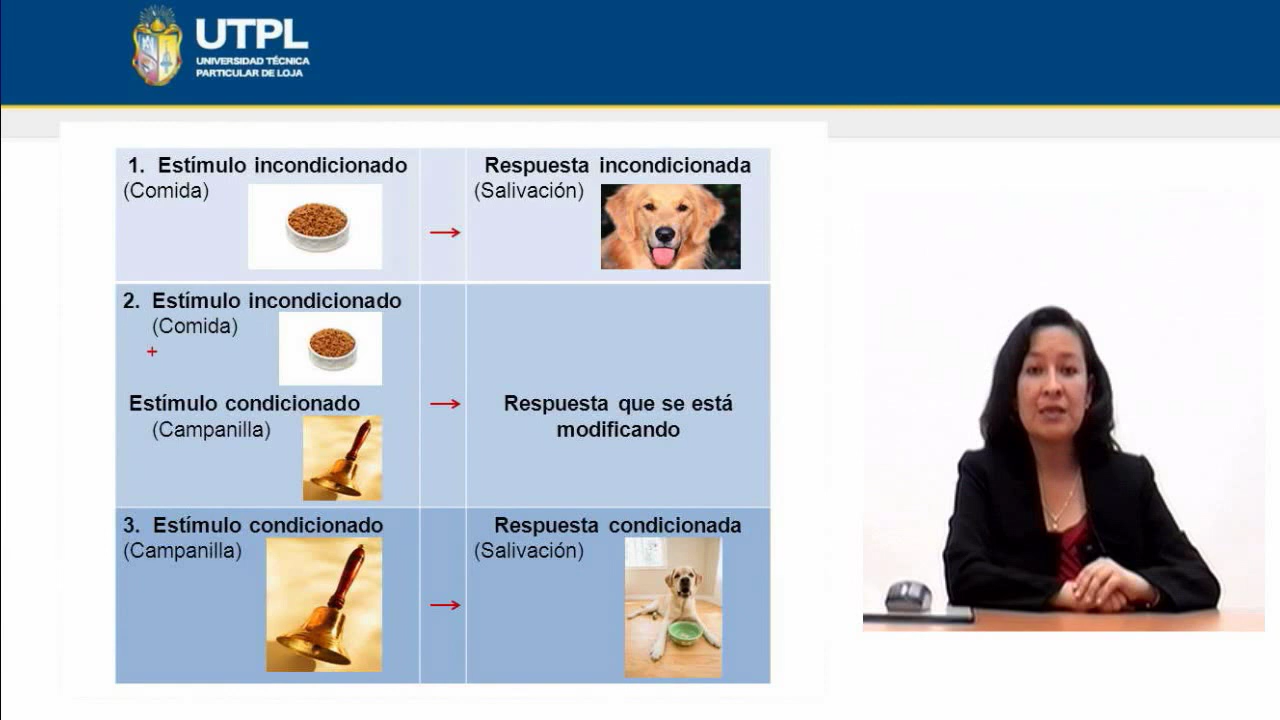 UTPL
UNIVERSIDAD TÉCNICA
PARTICULAR DE LOJA
1. Estímulo incondicionado
(Comida)
→
Respuesta incondicionada
(Salivación)
2. Estímulo incondicionado
(Comida)
+
Estímulo condicionado
(Campanilla)
→
Respuesta que se está
modificando
3. Estímulo condicionado
(Campanilla)
→
Respuesta condicionada
(Salivación)